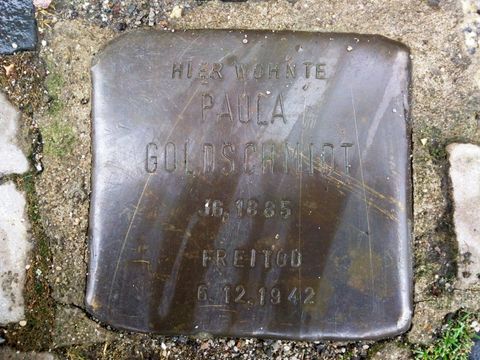 HIER WOHNTE
PAULA
GOLDSCHMIDT
JG. 1885
FREITOD
6.12.1942